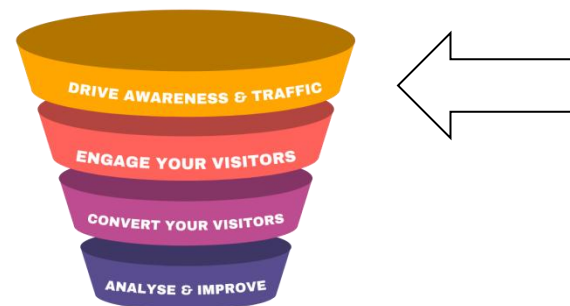 DRIVE AWARENESS & TRAFFIC
ENGAGE YOUR VISITORS
CONVERT YOUR VISITORS
ANALYSE & IMPROVE